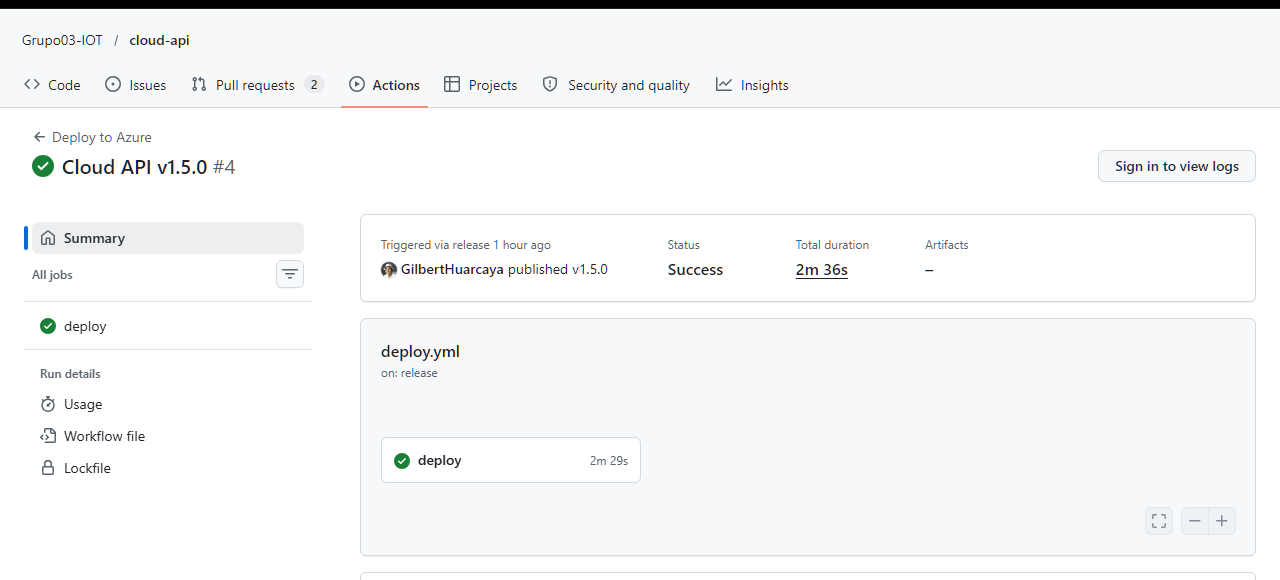 Grupo03-IOT / cloud-api
Code Issues Pull requests 2 Actions Projects Security and quality Insights
Deploy to Azure
Cloud API v1.5.0 #4
Sign in to view logs
Summary
All jobs
deploy
Run details
Usage
Workflow file
Lockfile
Triggered via release 1 hour ago
GilbertHuarcaya published v1.5.0
Status
Success
Total duration
2m 36s
Artifacts
–
deploy.yml
on: release
deploy 2m 29s